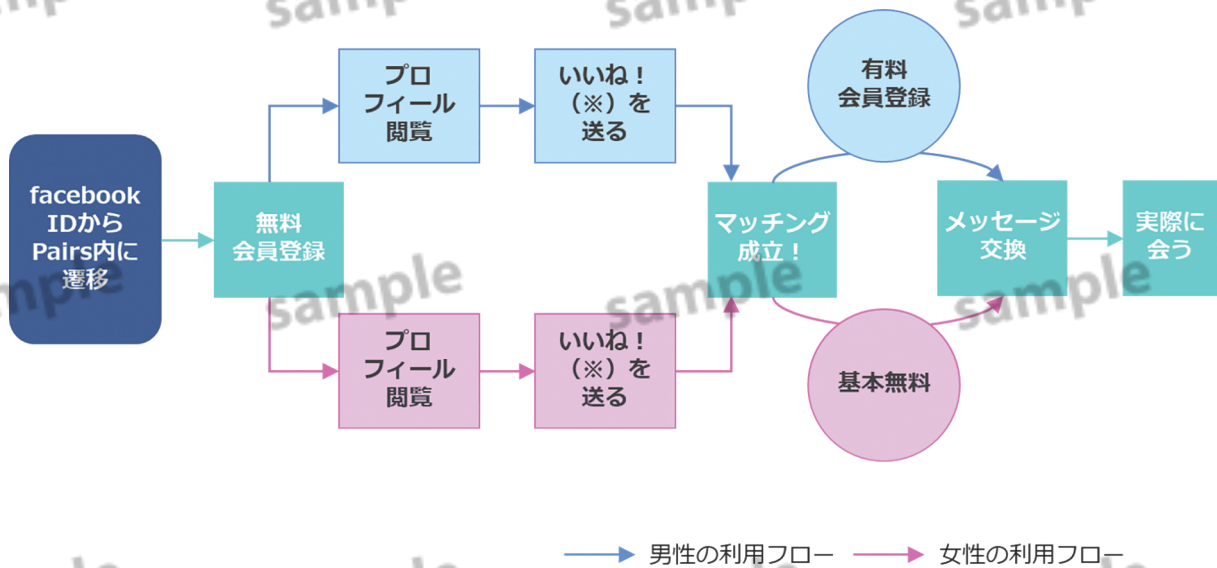 sample
sample
sample
プロ
フィール
閲覧
いいね！
（※）を
送る
有料
会員登録
facebook
IDから
Pairs内に
遷移
無料
会員登録
マッチング
成立！
メッセージ
交換
実際に
会う
sample
sample
sample
sample
プロ
フィール
閲覧
いいね！
（※）を
送る
基本無料
男性の利用フロー
女性の利用フロー